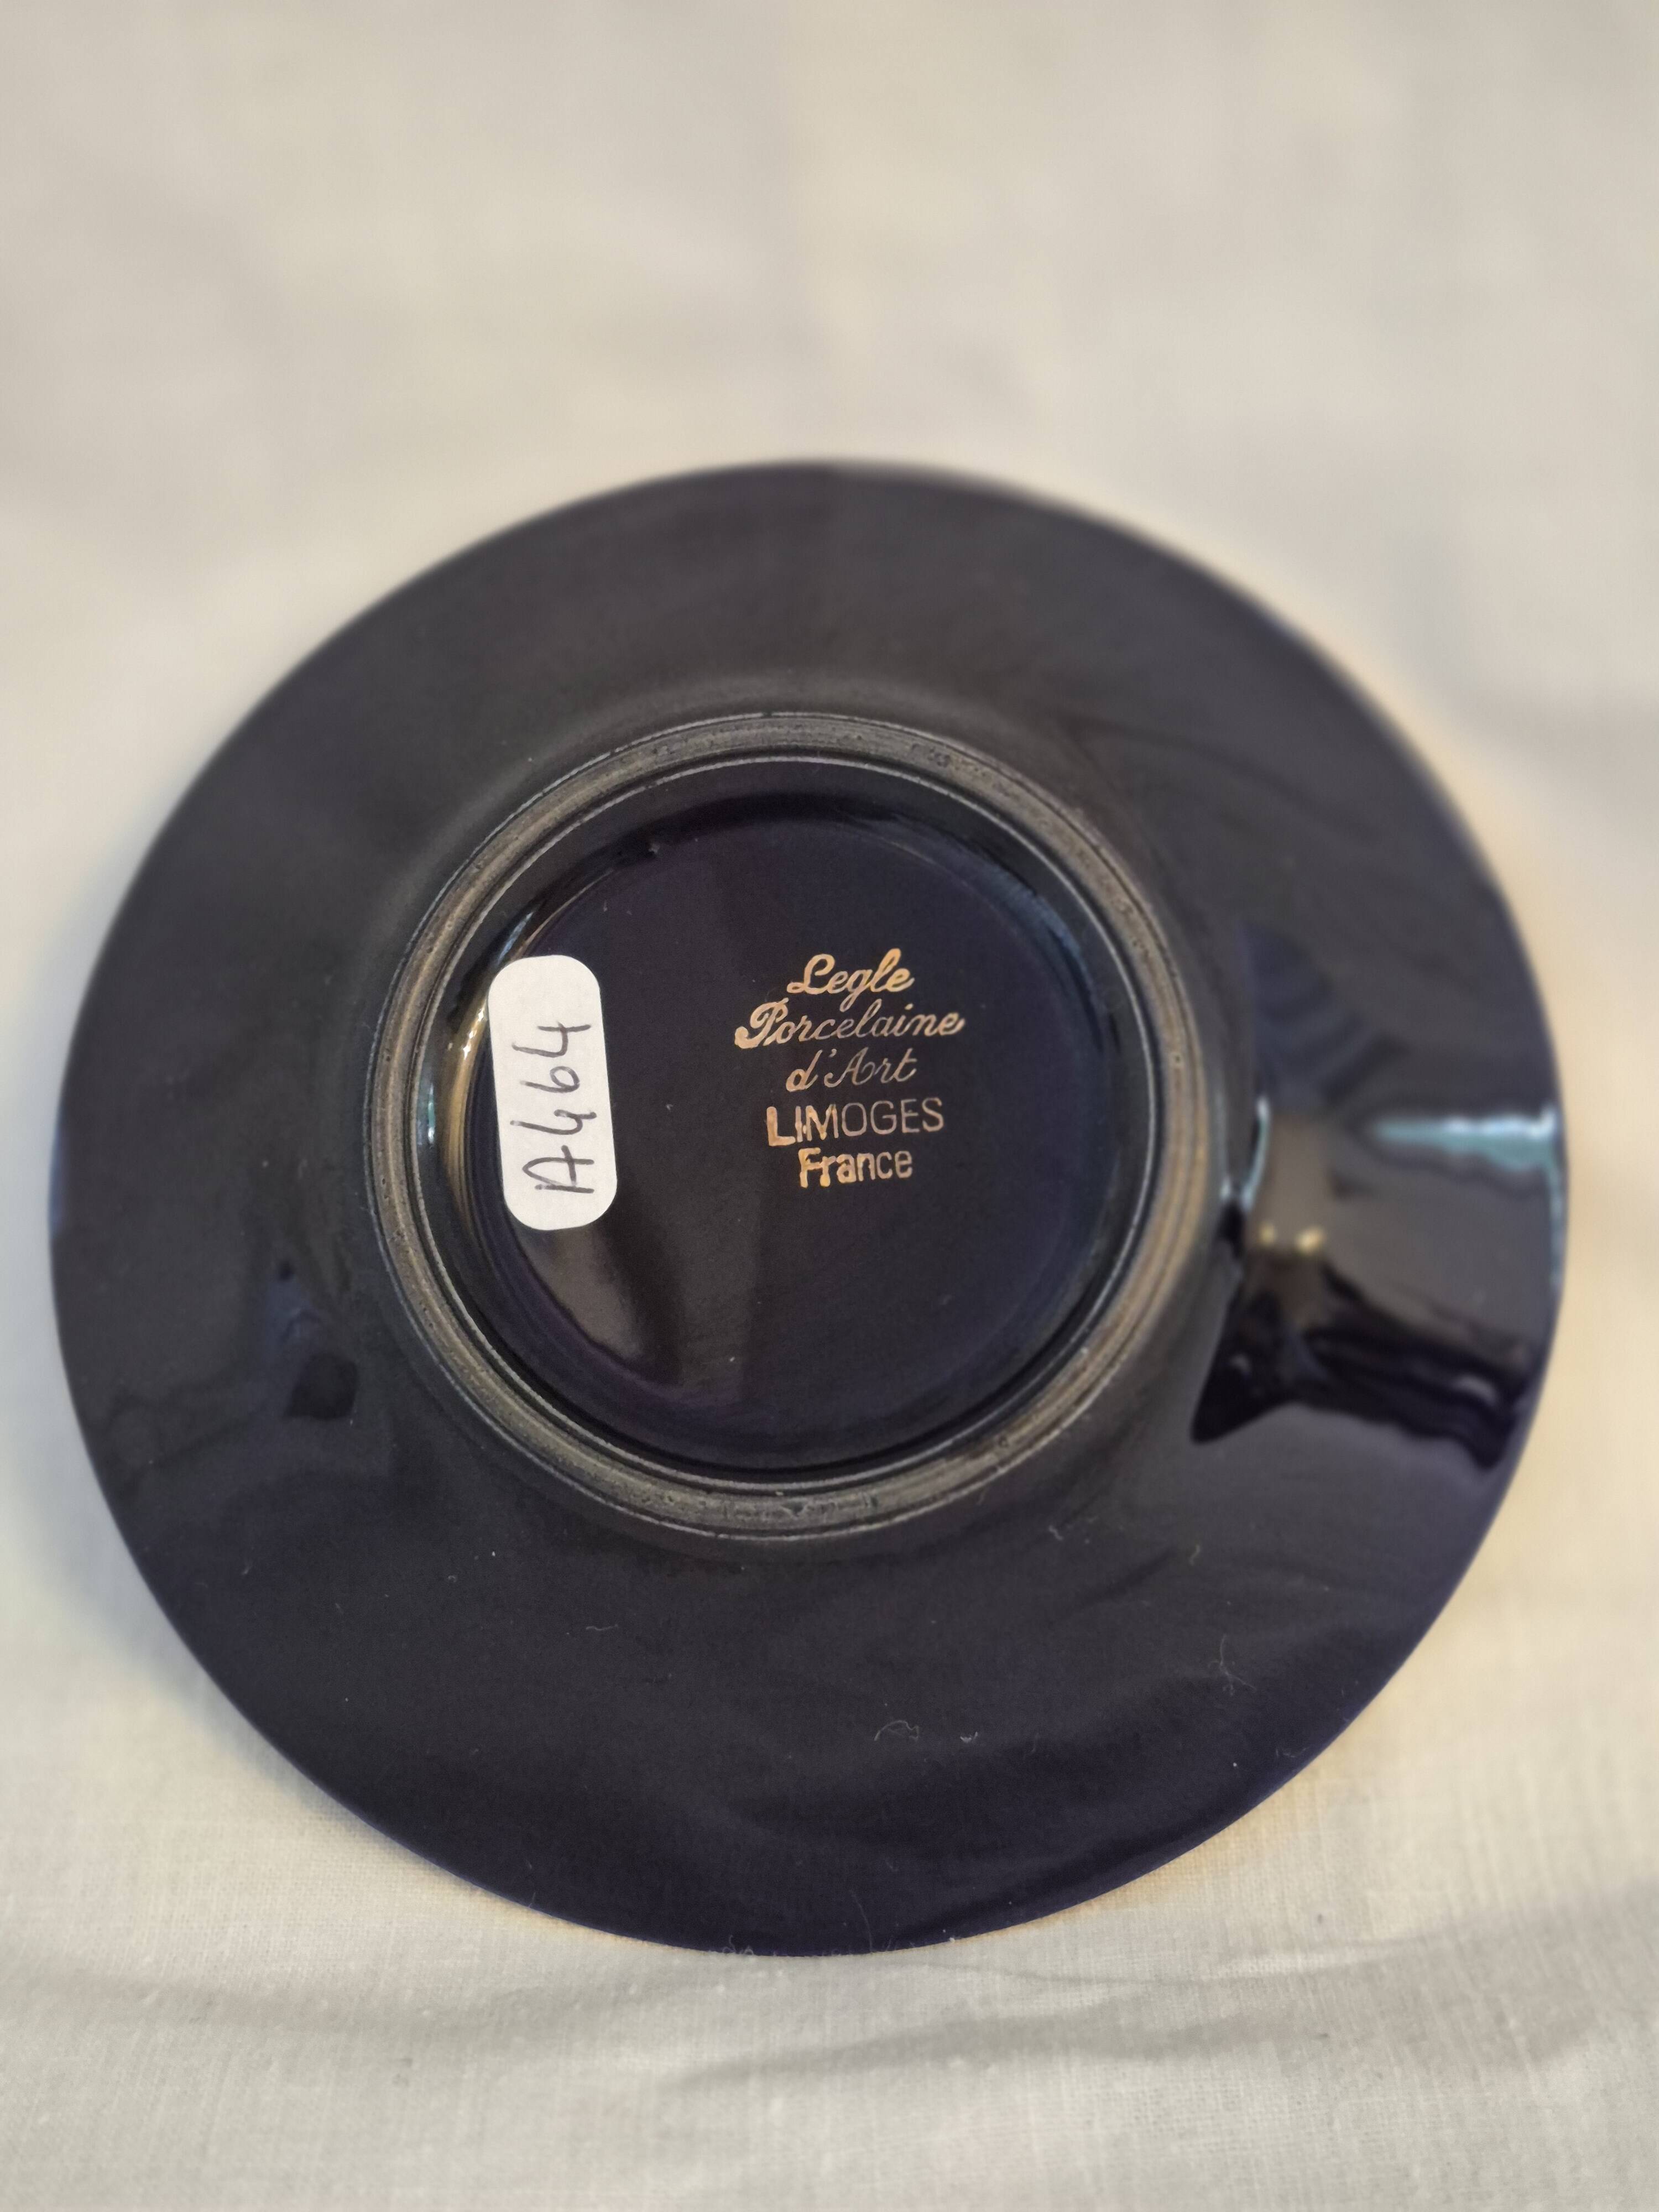 Legle
Porcelaine
d'Art
LIMOGES
France
A464